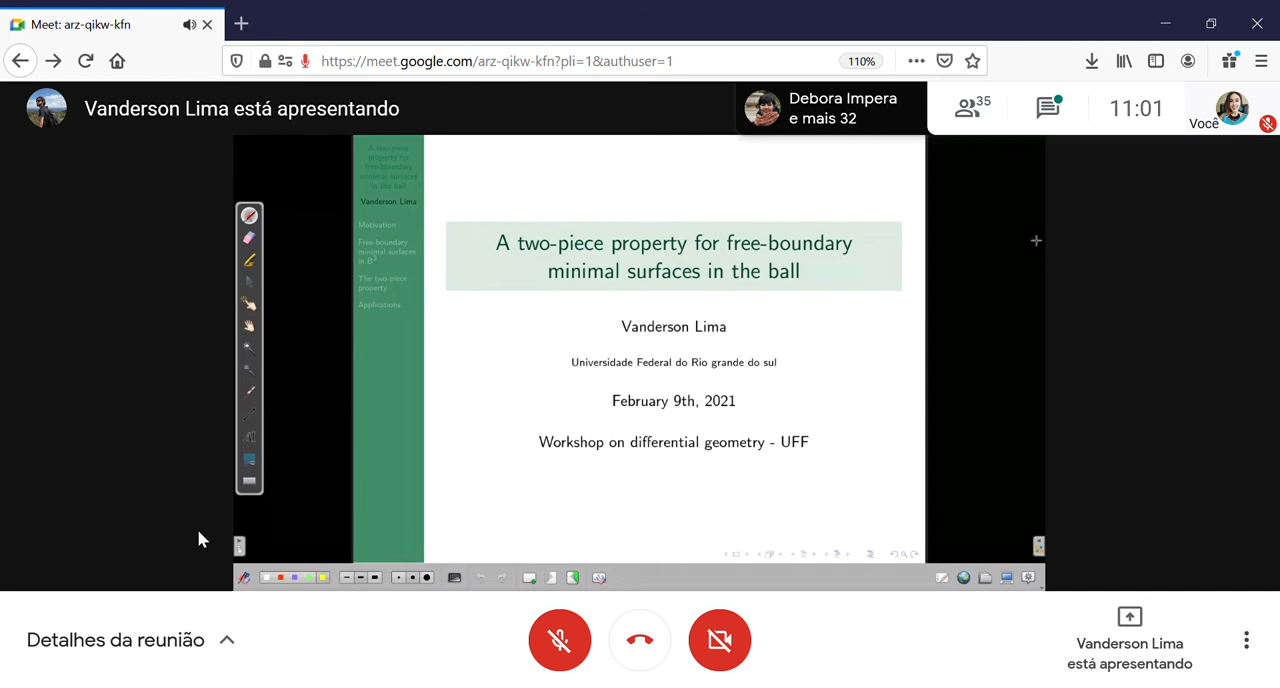 Meet: arz-qikw-kfn
https://meet.google.com/arz-qikw-kfn?pli=1&authuser=1
110%
Vanderson Lima está apresentando
Debora Impera
e mais 32
35
11:01
Você
A two-piece
property for
free-boundary
minimal surfaces
in the ball
Vanderson Lima
Motivation
Free-boundary
minimal surfaces
in B³
The two-piece
property
Applications
A two-piece property for free-boundary
minimal surfaces in the ball
Vanderson Lima
Universidade Federal do Rio grande do sul
February 9th, 2021
Workshop on differential geometry - UFF
Detalhes da reunião
Vanderson Lima
está apresentando